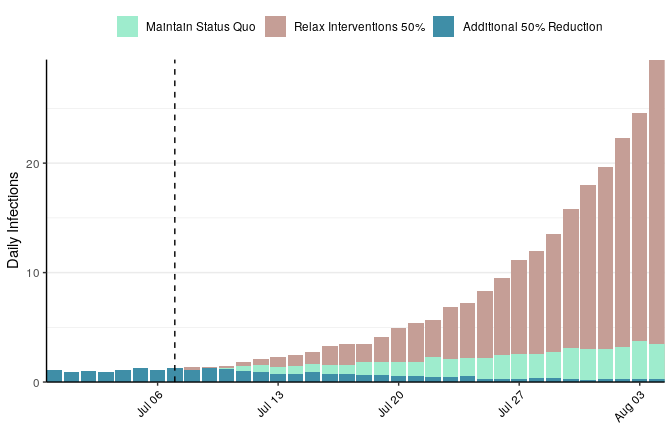 Maintain Status Quo Relax Interventions 50% Additional 50% Reduction
Daily Infections
20
10
0
Jul 06 Jul 13 Jul 20 Jul 27 Aug 03